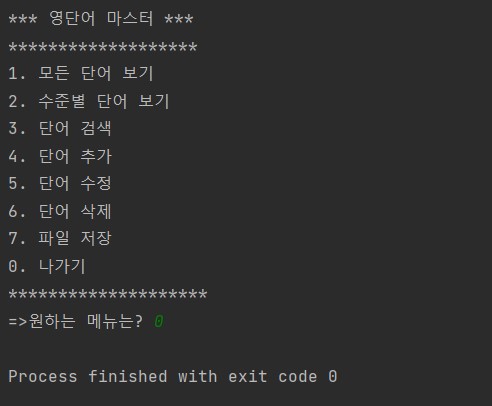 *** 영단어 마스터 ***
*******************
1. 모든 단어 보기
2. 수준별 단어 보기
3. 단어 검색
4. 단어 추가
5. 단어 수정
6. 단어 삭제
7. 파일 저장
0. 나가기
********************
=>원하는 메뉴는? 0
Process finished with exit code 0